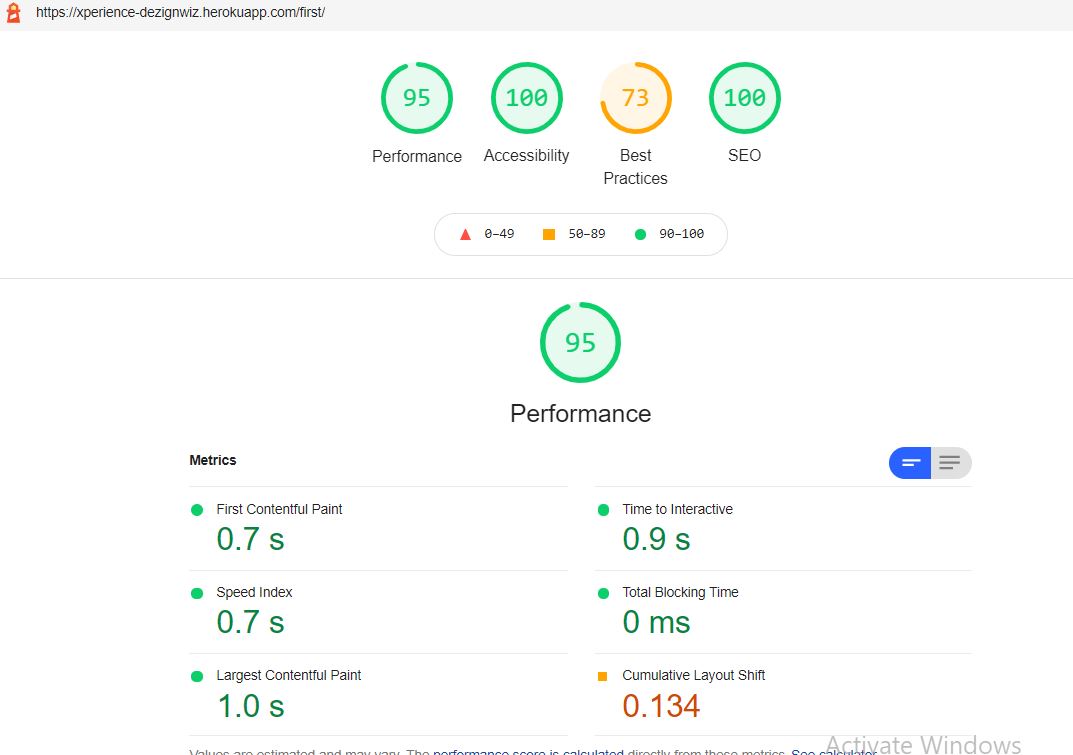 https://xperience-dezignwiz.herokuapp.com/first/
95
100
73
100
Performance
Accessibility
Best
Practices
SEO
0–49
50–89
90–100
95
Performance
Metrics
First Contentful Paint
0.7 s
Time to Interactive
0.9 s
Speed Index
0.7 s
Total Blocking Time
0 ms
Largest Contentful Paint
1.0 s
Cumulative Layout Shift
0.134
Values are estimated and may vary. The performance score is calculated directly from these metrics. See calculator.
Activate Windows